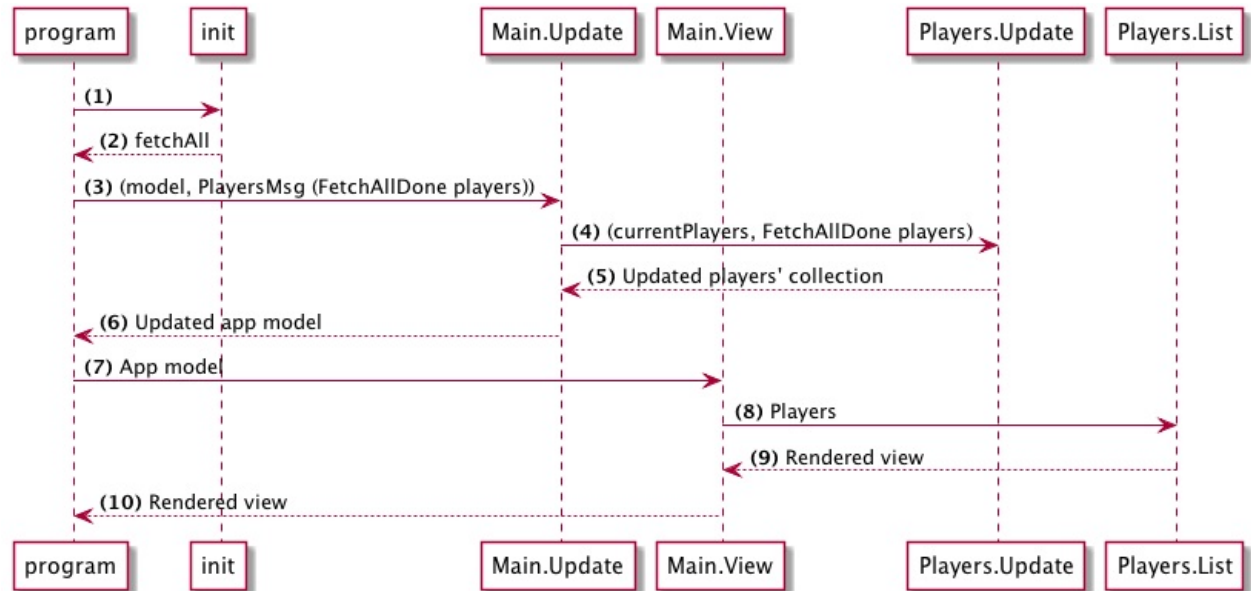 program init Main.Update Main.View Players.Update Players.List
(1)
(2) fetchAll
(3) (model, PlayersMsg (FetchAllDone players))
(4) (currentPlayers, FetchAllDone players)
(5) Updated players' collection
(6) Updated app model
(7) App model
(8) Players
(9) Rendered view
(10) Rendered view
program init Main.Update Main.View Players.Update Players.List